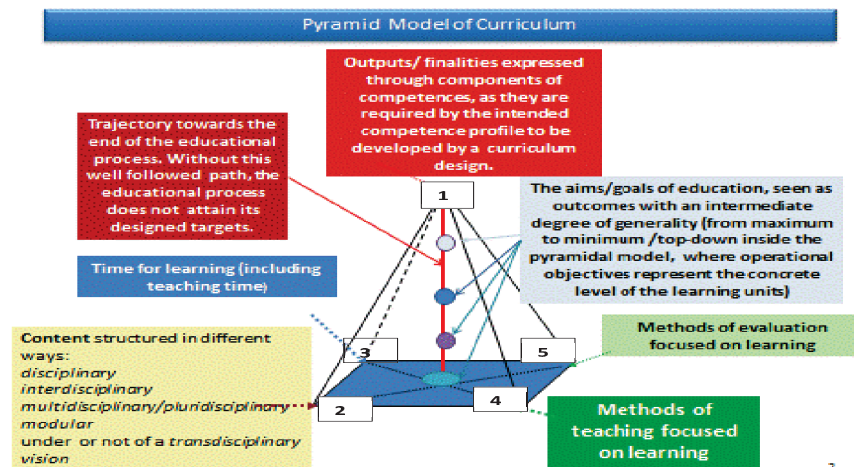 Pyramid Model of Curriculum
Outputs/ finalities expressed
through components of
competences, as they are
required by the intended
competence profile to be
developed by a curriculum
design.
Trajectory towards the
end of the educational
process. Without this
well followed path, the
educational process
does not attain its
designed targets.
1
The aims/goals of education, seen as
outcomes with an intermediate
degree of generality (from maximum
to minimum /top-down inside the
pyramidal model, where operational
objectives represent the concrete
level of the learning units)
Time for learning (including
teaching time)
Content structured in different
ways:
disciplinary
interdisciplinary
multidisciplinary/pluridisciplinary
modular
under or not of a transdisciplinary
vision
3
5
2
4
Methods of evaluation
focused on learning
Methods of
teaching focused
on learning